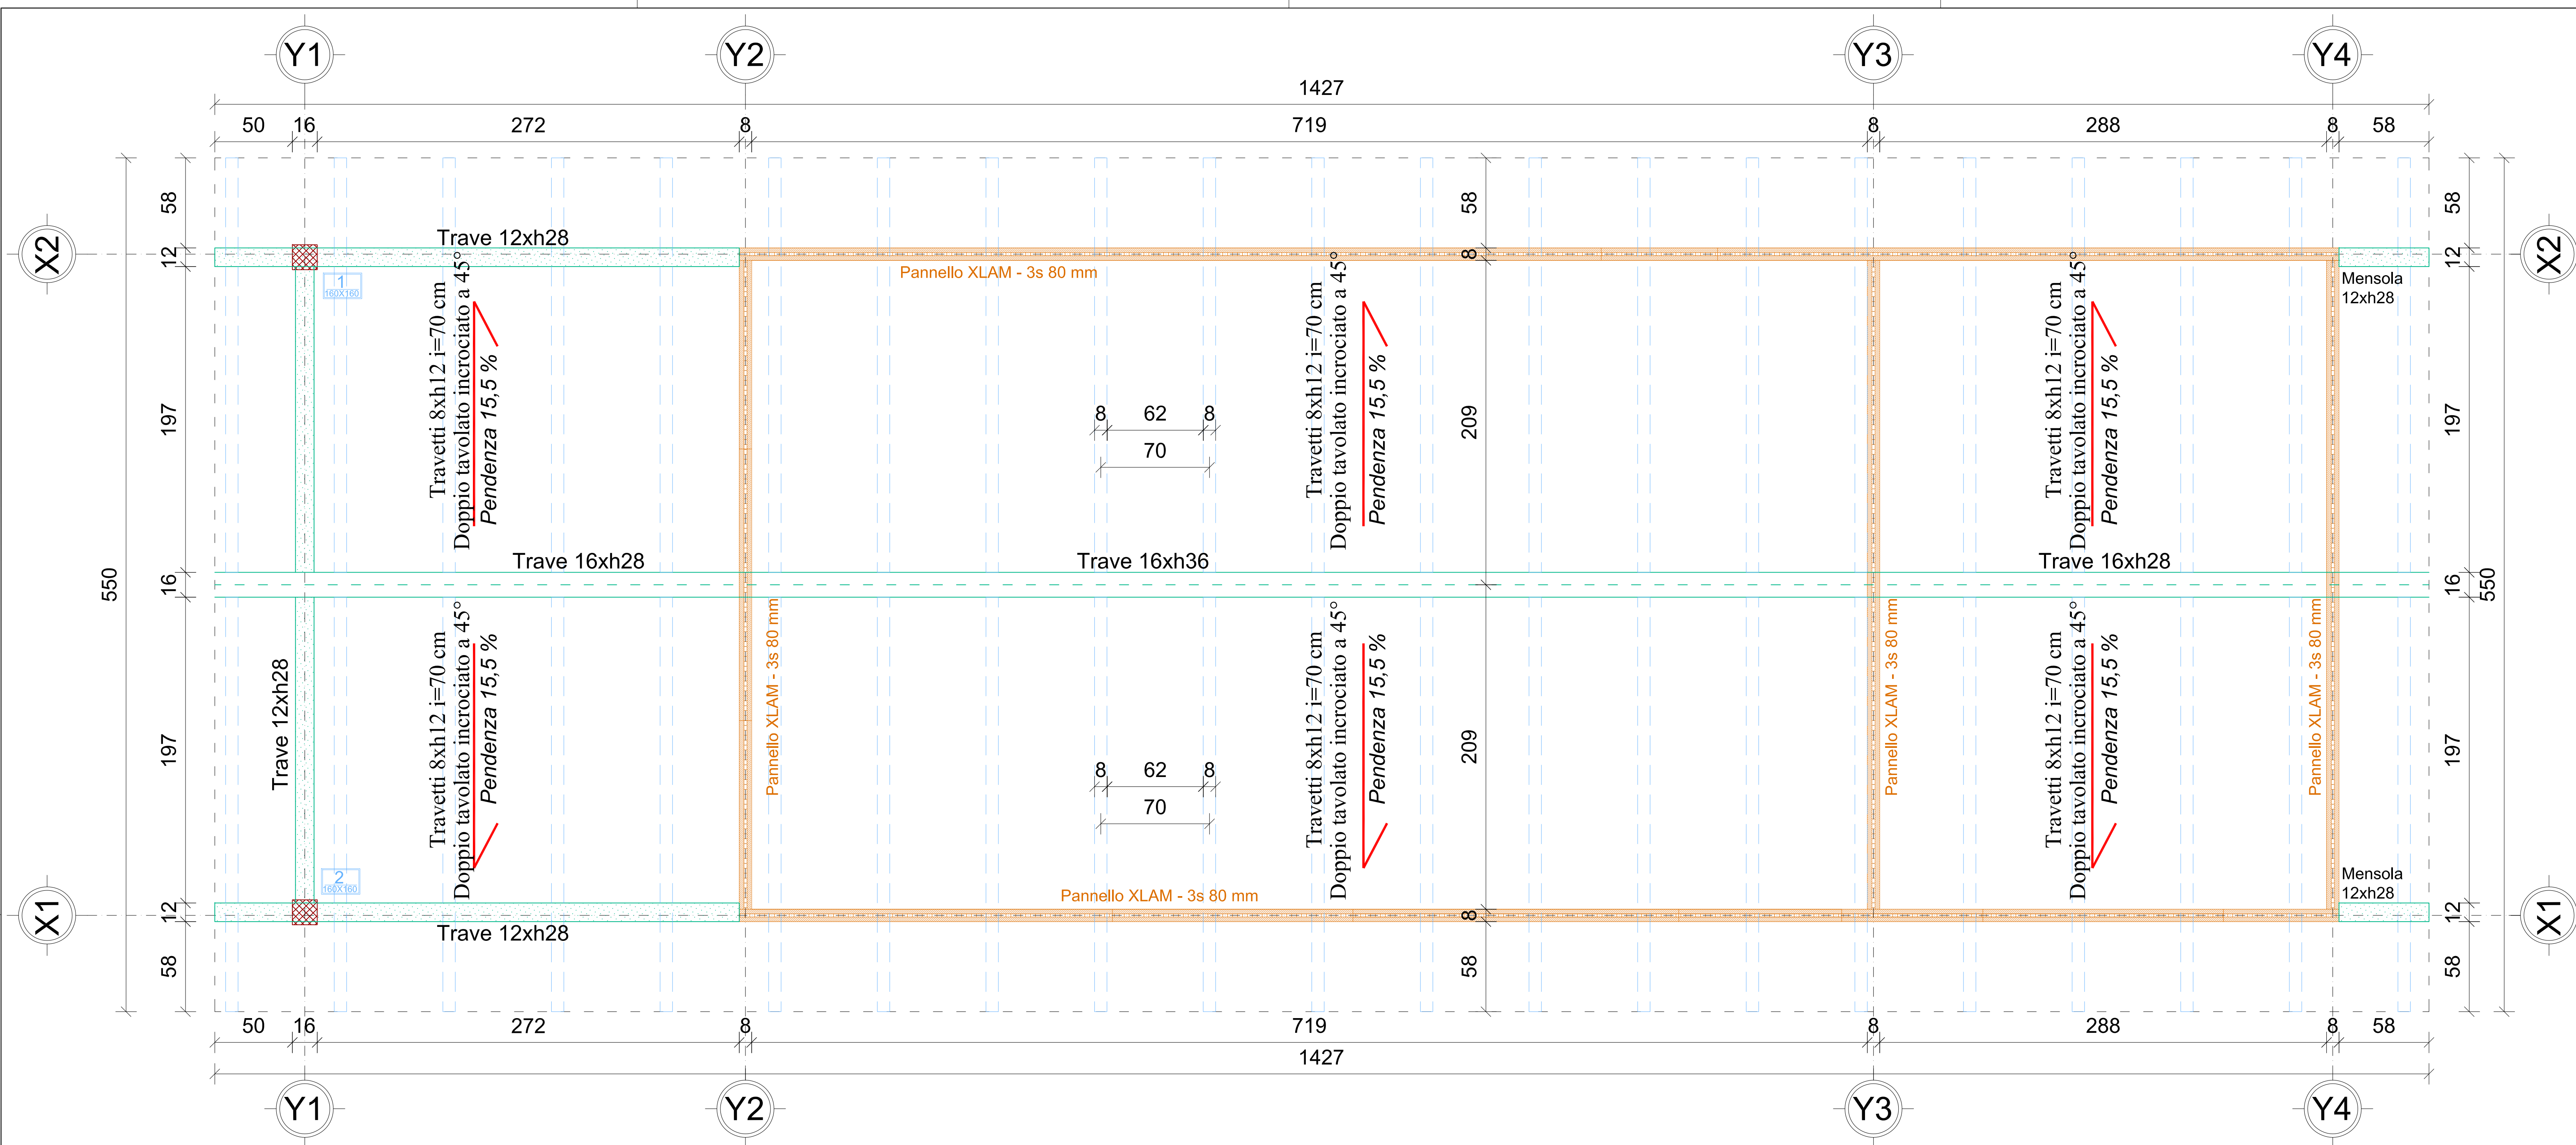 Y1
Y2
Y3
Y4
1427
50
16
272
8
719
8
288
8
58
58
58
58
X2
12
8
12
X2
Trave 12xh28
Pannello XLAM - 3s 80 mm
1
160X160
Mensola
12xh28
Travetti 8xh12 i=70 cm
Doppio tavolato incrociato a 45°
Pendenza 15,5 %
Travetti 8xh12 i=70 cm
Doppio tavolato incrociato a 45°
Pendenza 15,5 %
Travetti 8xh12 i=70 cm
Doppio tavolato incrociato a 45°
Pendenza 15,5 %
197
8
62
8
70
209
197
Trave 16xh28
Trave 16xh36
Trave 16xh28
550
16
16
550
Trave 12xh28
Travetti 8xh12 i=70 cm
Doppio tavolato incrociato a 45°
Pendenza 15,5 %
Pannello XLAM - 3s 80 mm
Travetti 8xh12 i=70 cm
Doppio tavolato incrociato a 45°
Pendenza 15,5 %
Pannello XLAM - 3s 80 mm
Travetti 8xh12 i=70 cm
Doppio tavolato incrociato a 45°
Pendenza 15,5 %
Pannello XLAM - 3s 80 mm
197
8
62
8
70
209
197
2
160X160
Pannello XLAM - 3s 80 mm
Mensola
12xh28
X1
12
8
12
X1
Trave 12xh28
58
58
58
50
16
272
8
719
8
288
8
58
1427
Y1
Y2
Y3
Y4